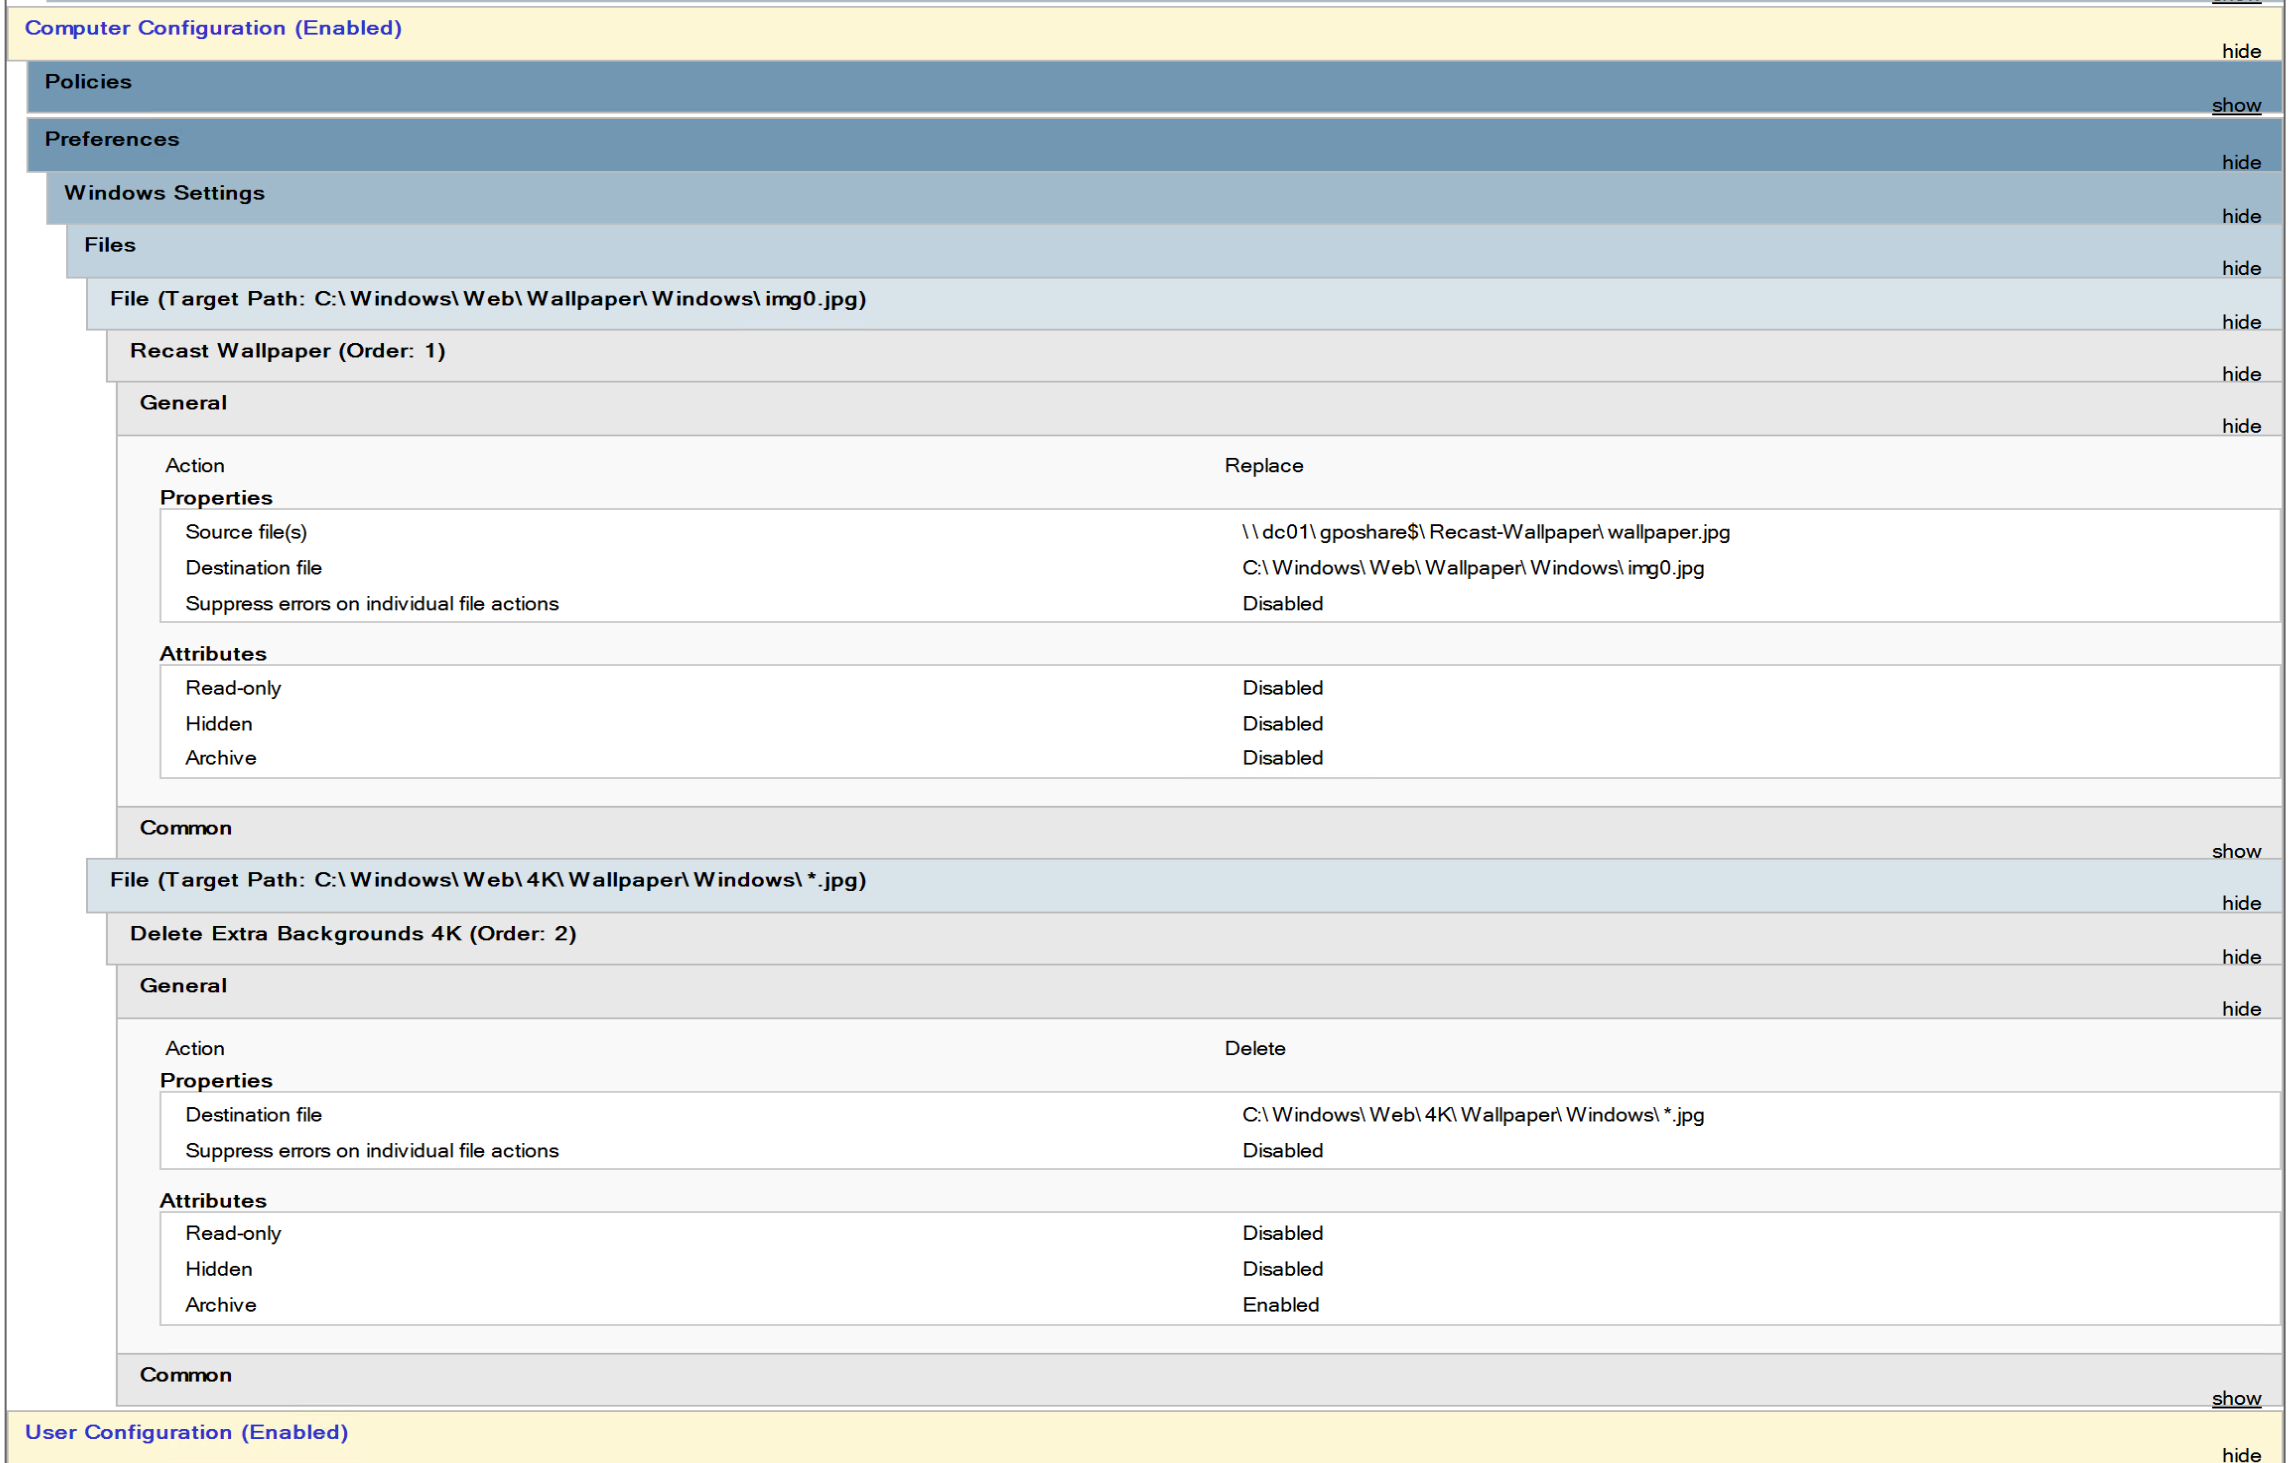 Computer Configuration (Enabled)
hide
Policies
show
Preferences
hide
Windows Settings
hide
Files
hide
File (Target Path: C:\Windows\Web\Wallpaper\Windows\img0.jpg)
hide
Recast Wallpaper (Order: 1)
hide
General
hide
Action Replace
Properties
Source file(s) \\dc01\gposhare$\Recast-Wallpaper\wallpaper.jpg
Destination file C:\Windows\Web\Wallpaper\Windows\img0.jpg
Suppress errors on individual file actions Disabled
Attributes
Read-only Disabled
Hidden Disabled
Archive Disabled
Common
show
File (Target Path: C:\Windows\Web\4K\Wallpaper\Windows\*.jpg)
hide
Delete Extra Backgrounds 4K (Order: 2)
hide
General
hide
Action Delete
Properties
Destination file C:\Windows\Web\4K\Wallpaper\Windows\*.jpg
Suppress errors on individual file actions Disabled
Attributes
Read-only Disabled
Hidden Disabled
Archive Enabled
Common
show
User Configuration (Enabled)
hide